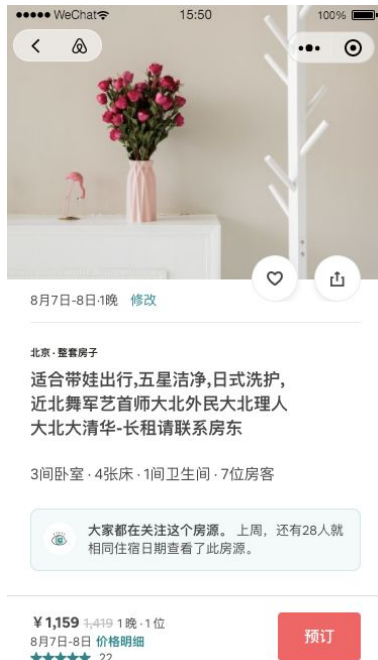 WeChat
15:50
100%
8月7日-8日·1晚 修改
北京·整套房子
适合带娃出行,五星洁净,日式洗护,
近北舞军艺首师大北外民大北理人
大北大清华-长租请联系房东
3间卧室·4张床·1间卫生间·7位房客
大家都在关注这个房源。 上周，还有28人就
相同住宿日期查看了此房源。
¥1,159 1,419 1晚·1位
8月7日-8日 价格明细
预订
★★★★★ 22